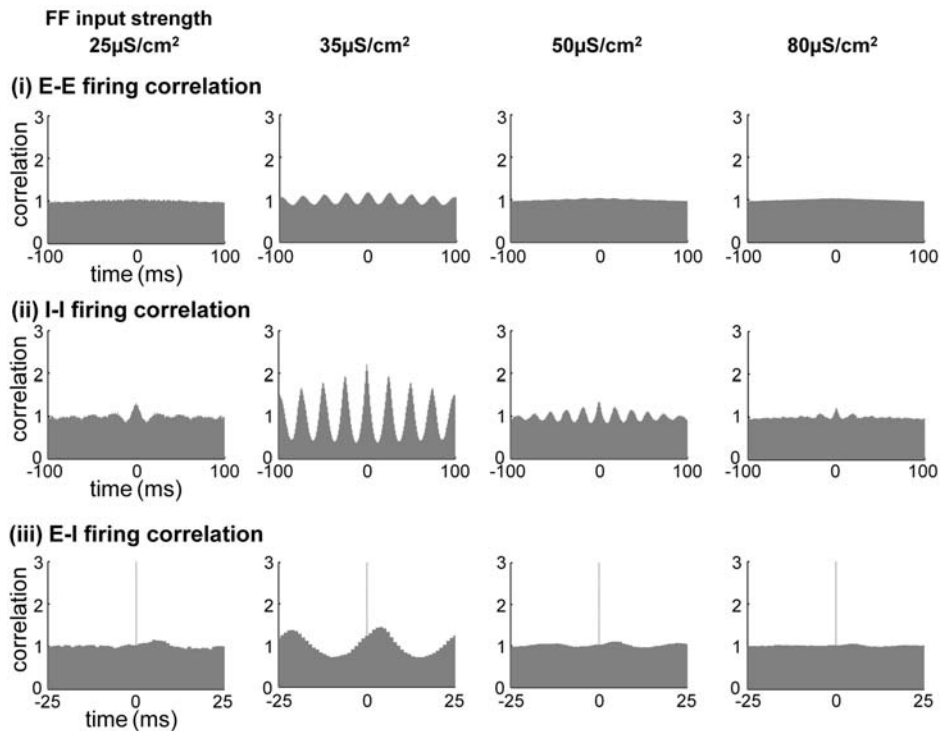 FF input strength
25µS/cm² 35µS/cm² 50µS/cm² 80µS/cm²
(i) E-E firing correlation
3 3 3 3
2 2 2 2
1 1 1 1
0 0 0 0
correlation
-100 0 100 -100 0 100 -100 0 100 -100 0 100
time (ms)
(ii) I-I firing correlation
3 3 3 3
2 2 2 2
1 1 1 1
0 0 0 0
correlation
-100 0 100 -100 0 100 -100 0 100 -100 0 100
time (ms)
(iii) E-I firing correlation
3 3 3 3
2 2 2 2
1 1 1 1
0 0 0 0
correlation
-25 0 25 -25 0 25 -25 0 25 -25 0 25
time (ms)